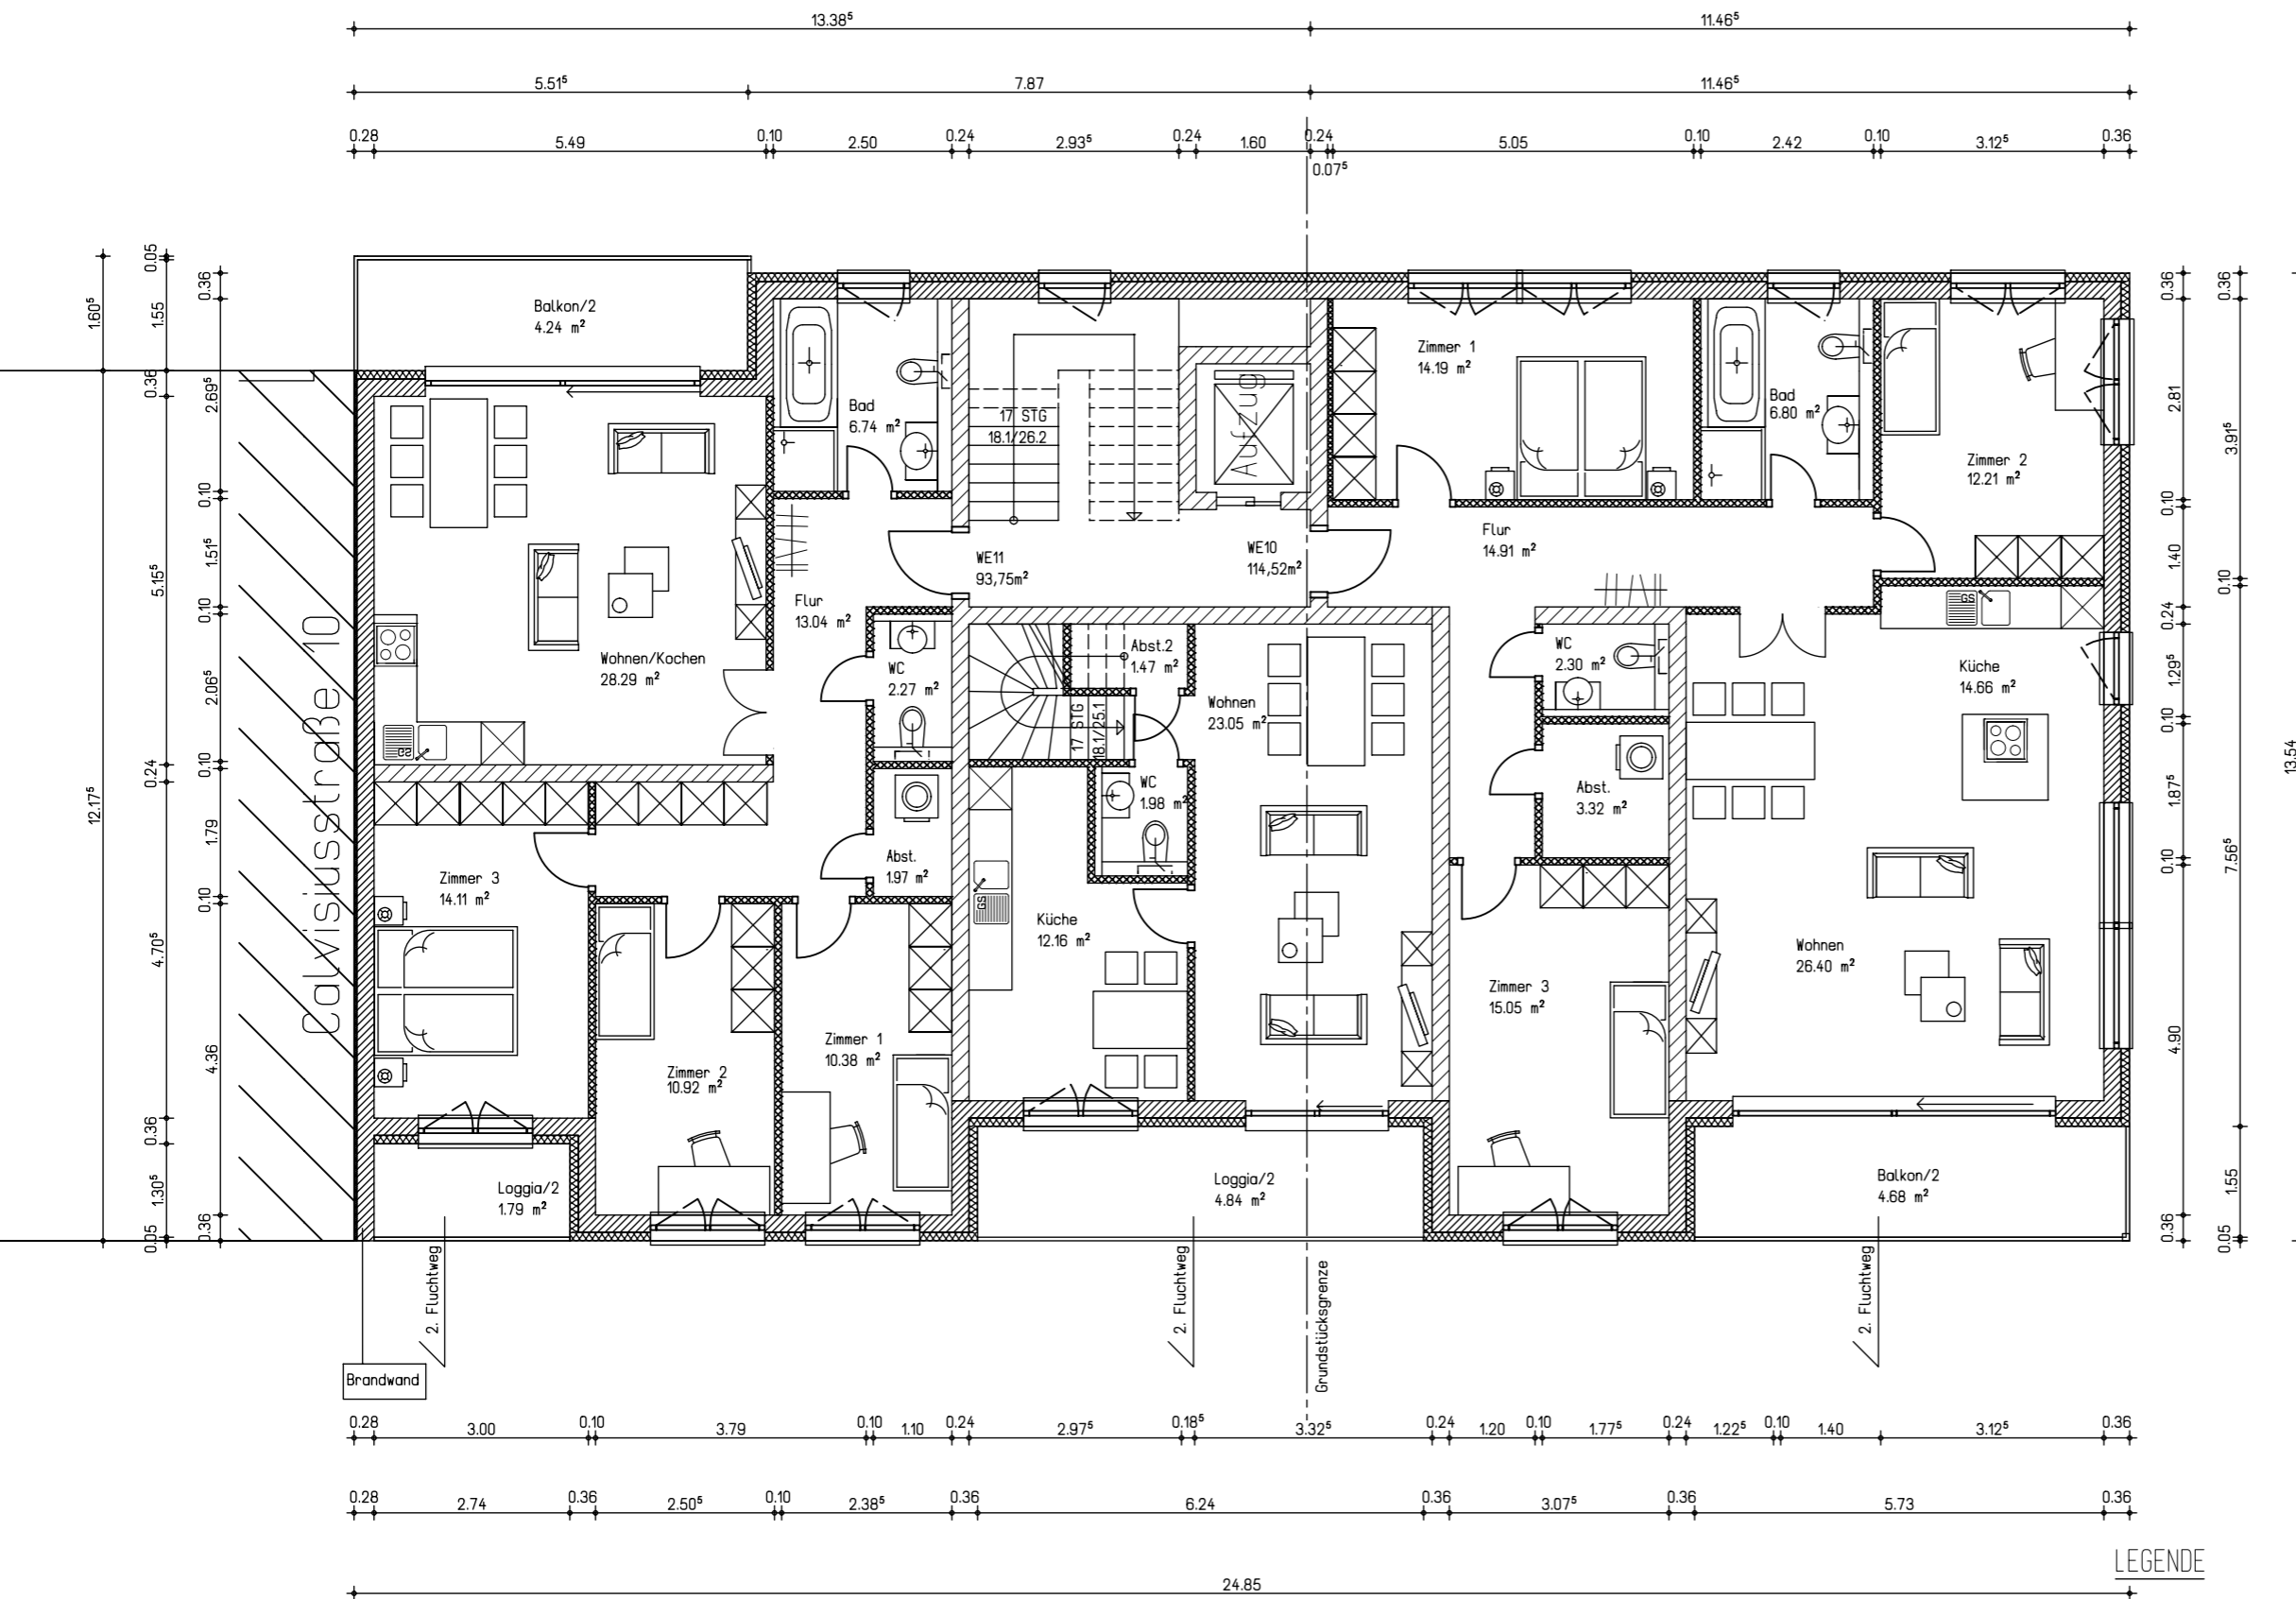 13.38⁵ 11.46⁵
5.51⁵ 7.87 11.46⁵
0.28 5.49 0.10 2.50 0.24 2.93⁵ 0.24 1.60 0.24 5.05 0.10 2.42 0.10 3.12⁵ 0.36
0.07⁵
1.60⁵ 12.17⁵
0.05 1.55 0.36 5.15⁵ 0.24 4.70⁵ 0.36 1.30⁵ 0.05
0.36 2.69⁵ 0.10 1.51⁵ 0.10 2.06⁵ 0.10 1.79 0.10 4.36 0.36
Calvisiusstraße 10
Balkon/2
4.24 m²
Bad
6.74 m²
17 STG
18.1/26.2
Aufzug
Zimmer 1
14.19 m²
Bad
6.80 m²
Zimmer 2
12.21 m²
Flur
14.91 m²
WE11
93,75m²
WE10
114,52m²
Flur
13.04 m²
Wohnen/Kochen
28.29 m²
GS
WC
2.27 m²
Abst.2
1.47 m²
17 STG
18.1/25.1
Wohnen
23.05 m²
WC
2.30 m²
GS
Küche
14.66 m²
WC
1.98 m²
Abst.
3.32 m²
Abst.
1.97 m²
Zimmer 3
14.11 m²
GS
Küche
12.16 m²
Wohnen
26.40 m²
Zimmer 3
15.05 m²
Zimmer 1
10.38 m²
Zimmer 2
10.92 m²
Loggia/2
1.79 m²
Loggia/2
4.84 m²
Balkon/2
4.68 m²
0.36 2.81 0.10 1.40 0.24 1.29⁵ 0.10 1.87⁵ 0.10 4.90 0.36
0.36 3.91⁵ 0.10 7.56⁵ 1.55 0.05
13.54
2. Fluchtweg
2. Fluchtweg
Grundstücksgrenze
2. Fluchtweg
Brandwand
0.28 3.00 0.10 3.79 0.10 1.10 0.24 2.97⁵ 0.18⁵ 3.32⁵ 0.24 1.20 0.10 1.77⁵ 0.24 1.22⁵ 0.10 1.40 3.12⁵ 0.36
0.28 2.74 0.36 2.50⁵ 0.10 2.38⁵ 0.36 6.24 0.36 3.07⁵ 0.36 5.73 0.36
LEGENDE
24.85